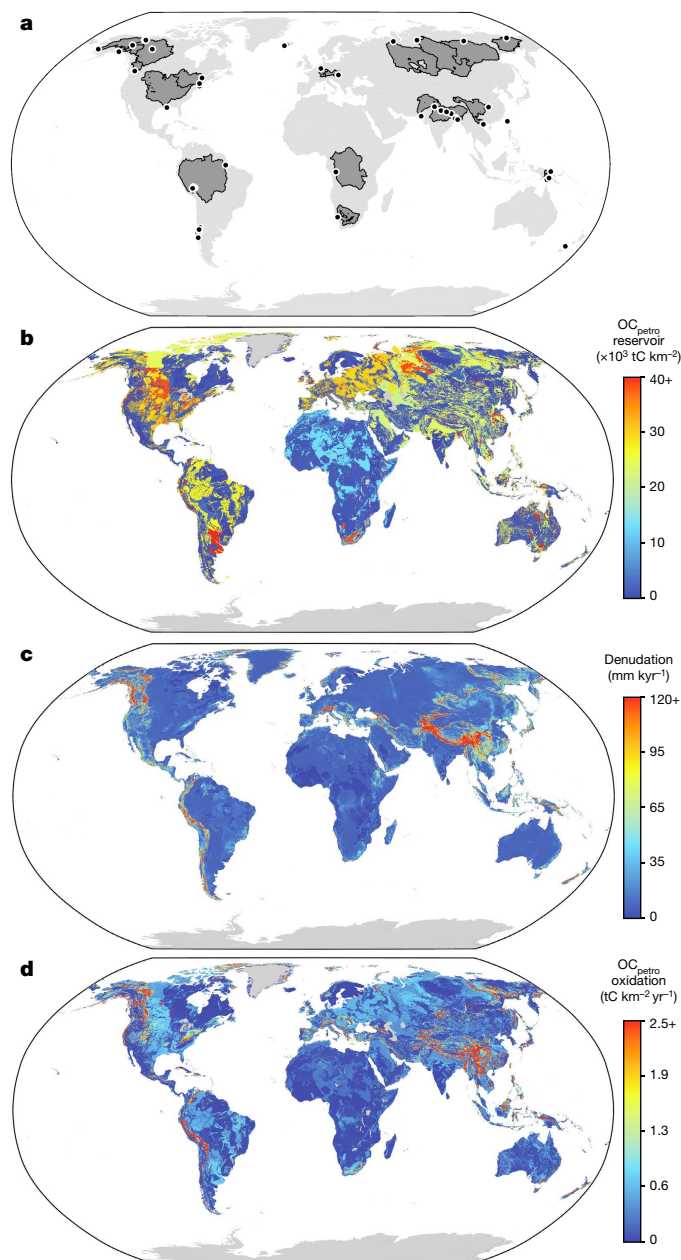 a
b
OCpetro
reservoir
(×10³ tC km⁻²)
40+
30
20
10
0
c
Denudation
(mm kyr⁻¹)
120+
95
65
35
0
d
OCpetro
oxidation
(tC km⁻² yr⁻¹)
2.5+
1.9
1.3
0.6
0